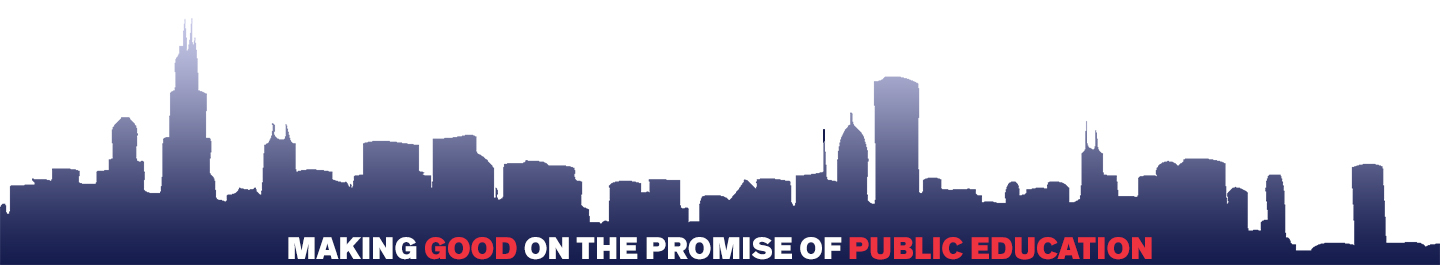 MAKING GOOD ON THE PROMISE OF PUBLIC EDUCATION